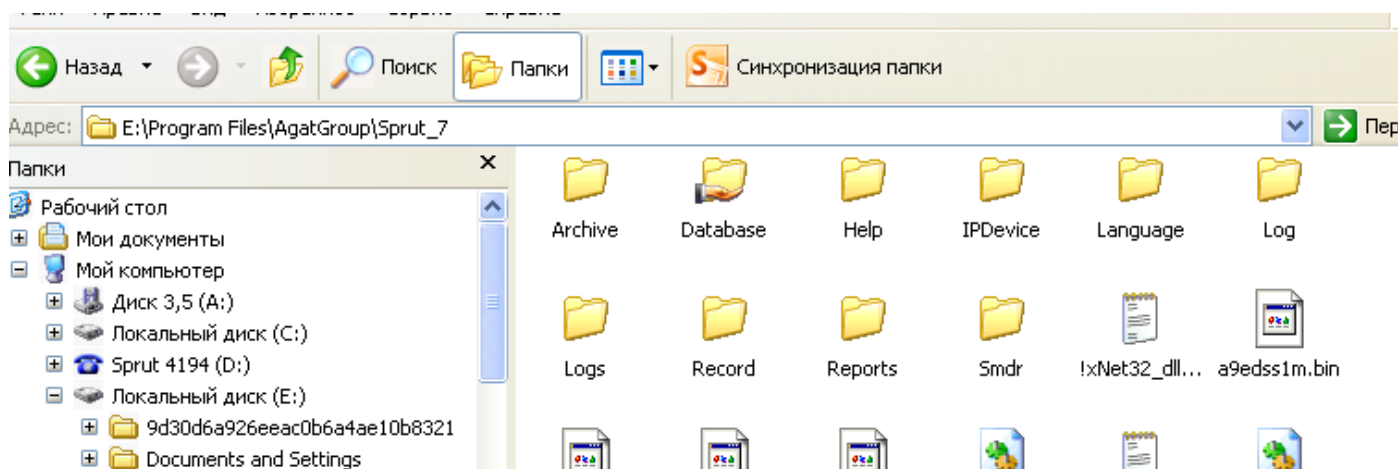 Назад
Поиск
Папки
Синхронизация папки
Адрес: E:\Program Files\AgatGroup\Sprut_7
Пер
Папки
Рабочий стол
Мои документы
Мой компьютер
Диск 3,5 (A:)
Локальный диск (C:)
Sprut 4194 (D:)
Локальный диск (E:)
9d30d6a926eeac0b6a4ae10b8321
Documents and Settings
Archive Database Help IPDevice Language Log
Logs Record Reports Smdr !xNet32_dll... a9edss1m.bin